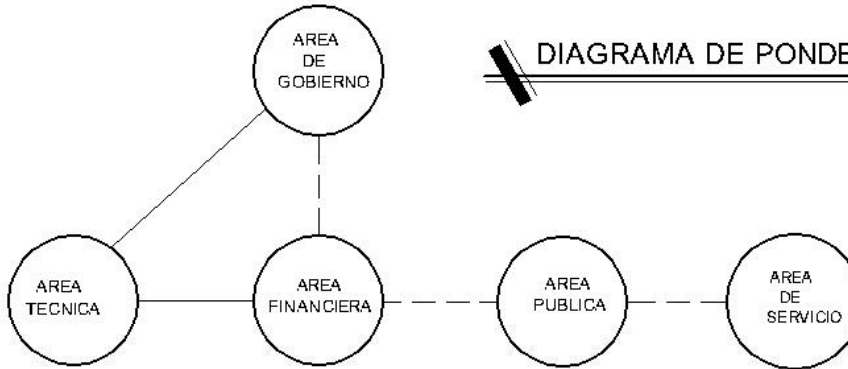 AREA
DE
GOBIERNO
DIAGRAMA DE PONDE
AREA
TECNICA
AREA
FINANCIERA
AREA
PUBLICA
AREA
DE
SERVICIO